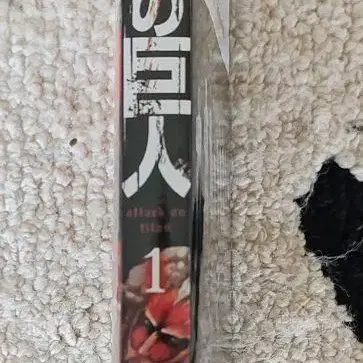 の巨人
attack on
titan
1